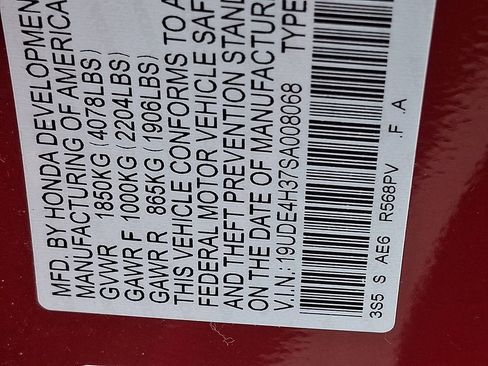 MFD. BY HONDA DEVELOPMEN
MANUFACTURING OF AMERICA
GVWR 1850KG (4078LBS)
GAWR F 1000KG (2204LBS)
GAWR R 865KG (1906LBS)
THIS VEHICLE CONFORMS TO A
FEDERAL MOTOR VEHICLE SAF
AND THEFT PREVENTION STAND
ON THE DATE OF MANUFACTUR
V.I.N.: 19UDE4H37SA008068 TYPE
3S5 S AE6 R568PV .F .A